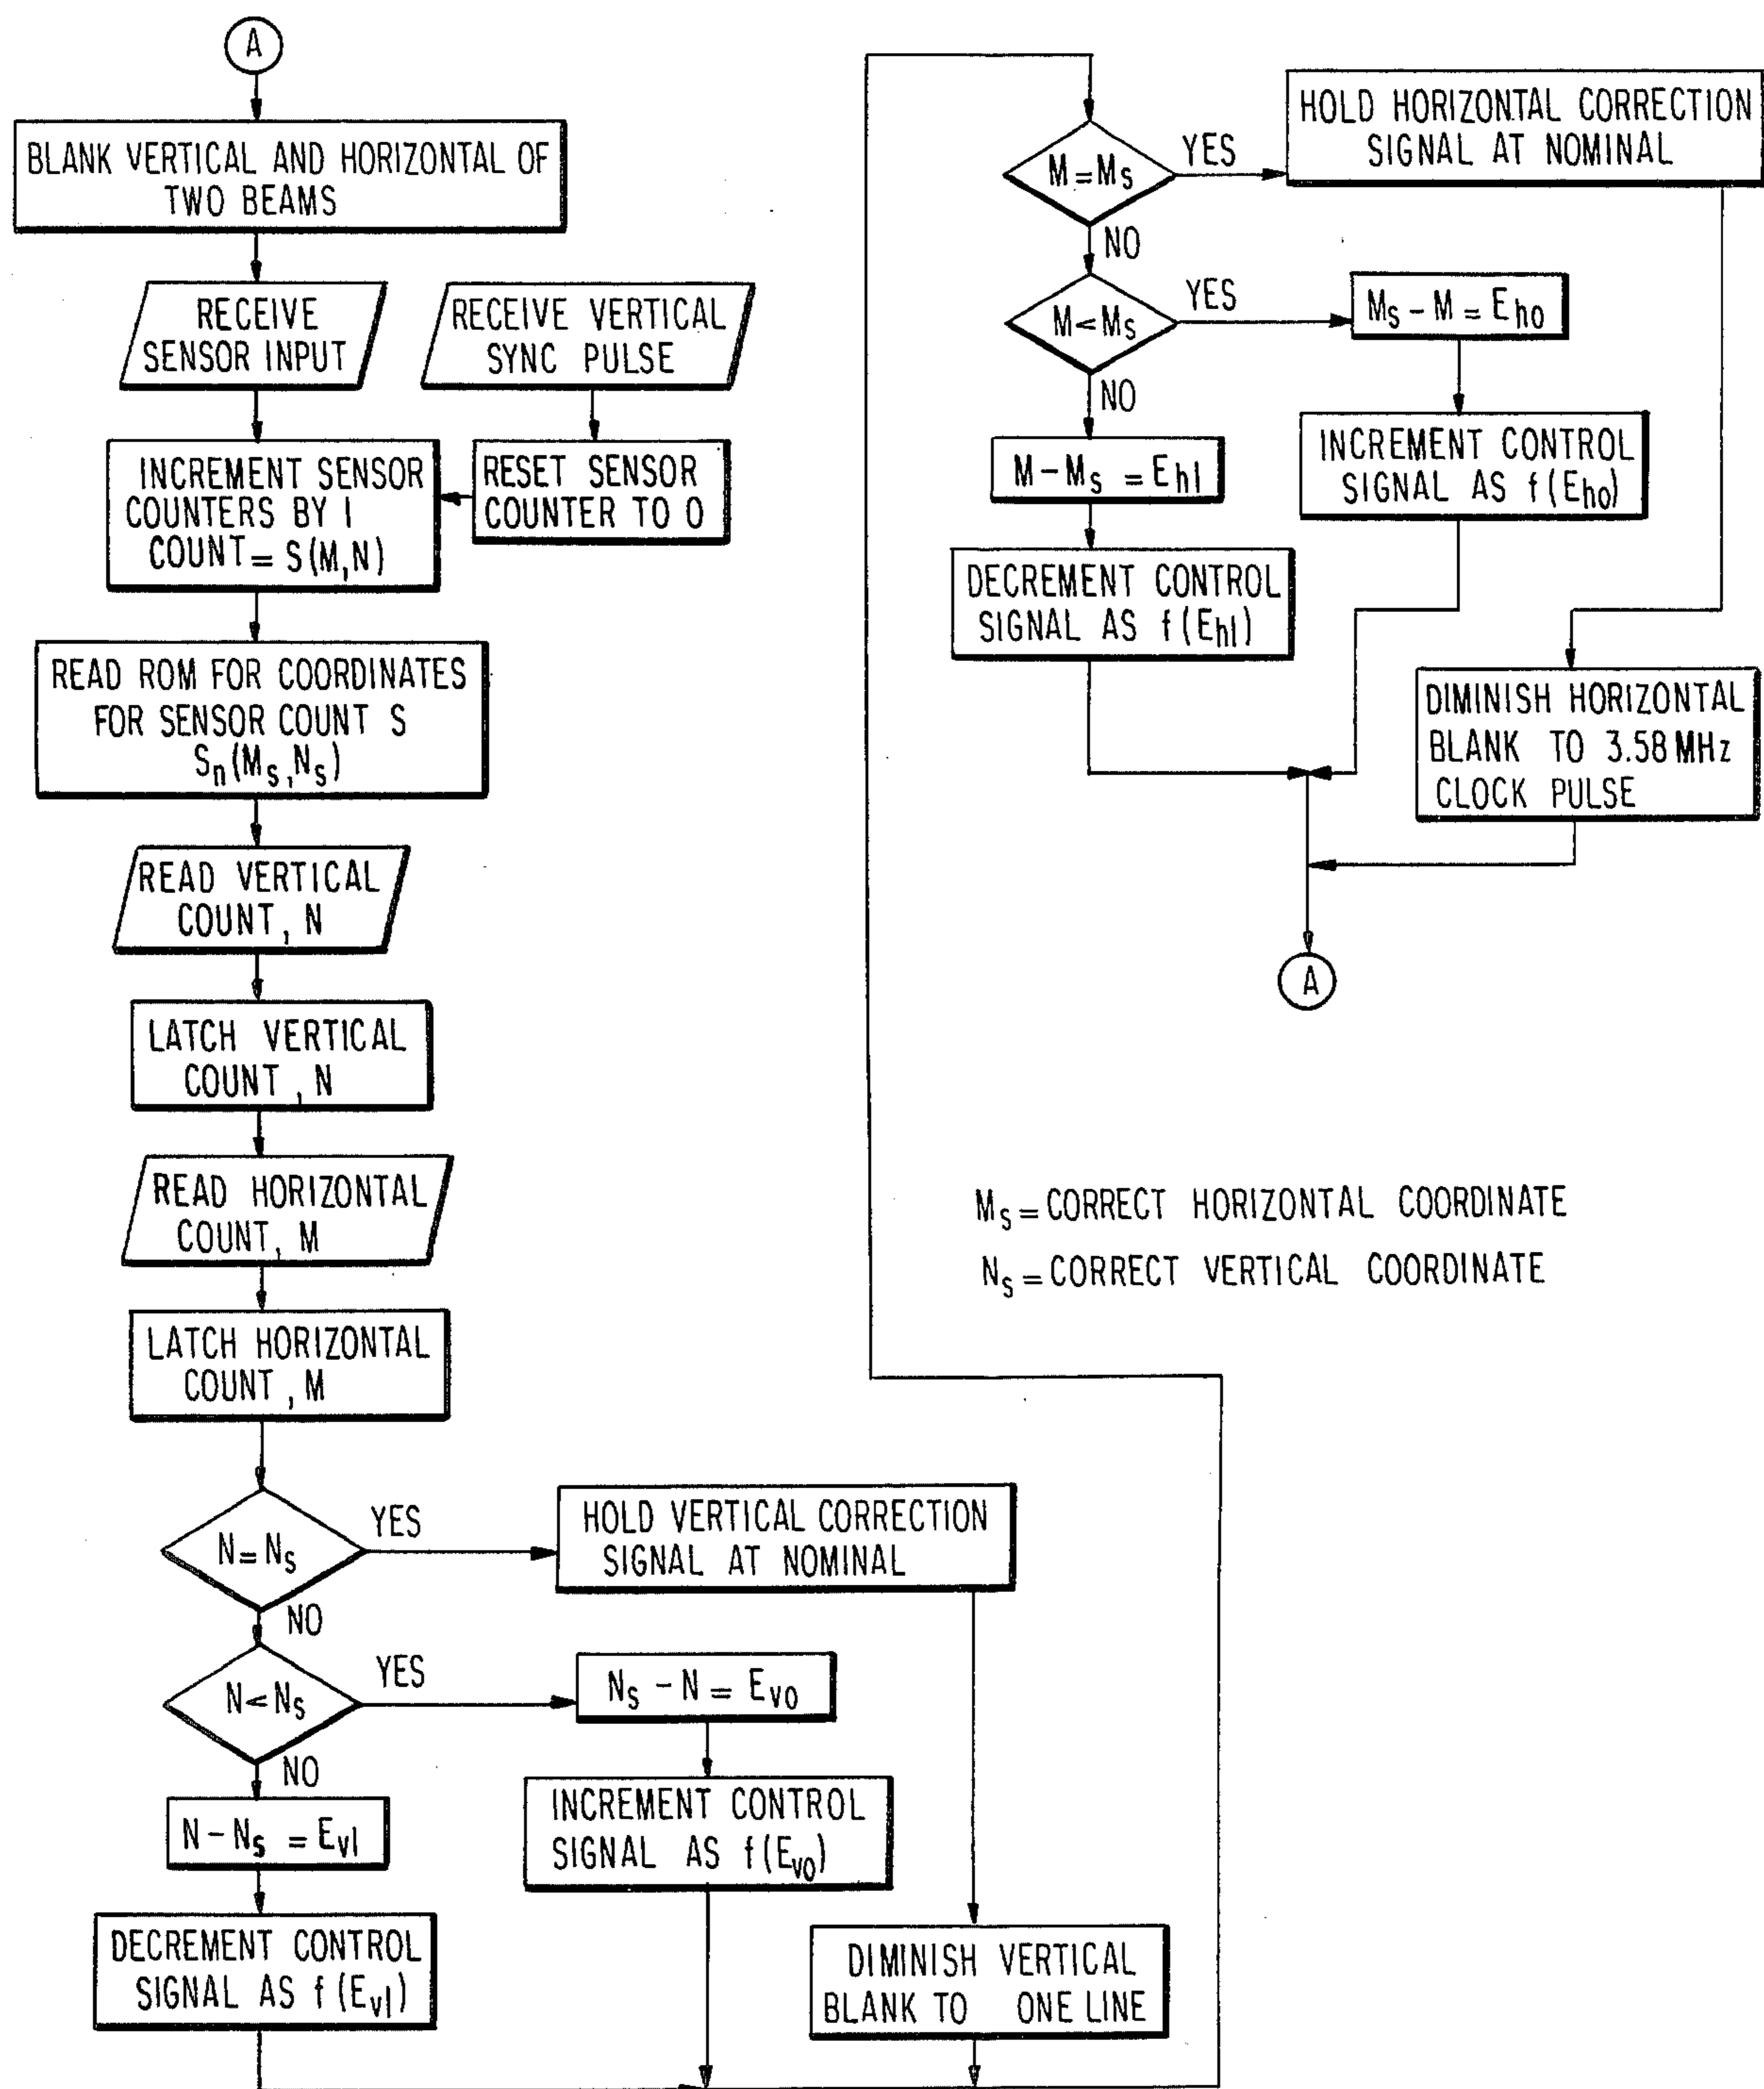 A
BLANK VERTICAL AND HORIZONTAL OF
TWO BEAMS
RECEIVE
SENSOR INPUT
RECEIVE VERTICAL
SYNC PULSE
INCREMENT SENSOR
COUNTERS BY 1
COUNT = S(M,N)
RESET SENSOR
COUNTER TO 0
READ ROM FOR COORDINATES
FOR SENSOR COUNT S
Sn(Ms,Ns)
READ VERTICAL
COUNT, N
LATCH VERTICAL
COUNT, N
READ HORIZONTAL
COUNT, M
LATCH HORIZONTAL
COUNT, M
N=Ns
YES
HOLD VERTICAL CORRECTION
SIGNAL AT NOMINAL
NO
N<Ns
YES
Ns - N = Evo
NO
N-Ns = Evl
INCREMENT CONTROL
SIGNAL AS f(Evo)
DECREMENT CONTROL
SIGNAL AS f(Evl)
DIMINISH VERTICAL
BLANK TO ONE LINE
M=Ms
YES
HOLD HORIZONTAL CORRECTION
SIGNAL AT NOMINAL
NO
M<Ms
YES
Ms - M = Eho
NO
M-Ms = Ehl
INCREMENT CONTROL
SIGNAL AS f(Eho)
DECREMENT CONTROL
SIGNAL AS f(Ehl)
DIMINISH HORIZONTAL
BLANK TO 3.58 MHz
CLOCK PULSE
A
Ms = CORRECT HORIZONTAL COORDINATE
Ns = CORRECT VERTICAL COORDINATE